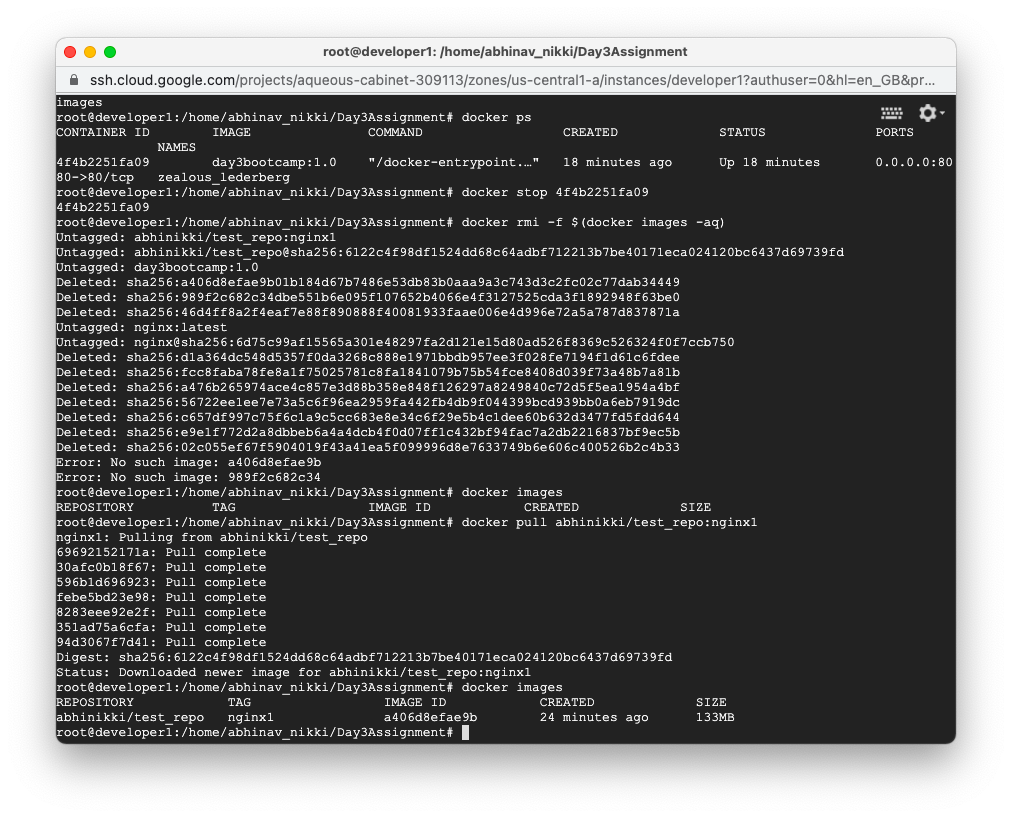 root@developer1: /home/abhinav_nikki/Day3Assignment
ssh.cloud.google.com/projects/aqueous-cabinet-309113/zones/us-central1-a/instances/developer1?authuser=0&hl=en_GB&pr...
images
root@developer1:/home/abhinav_nikki/Day3Assignment# docker ps
CONTAINER ID        IMAGE               COMMAND                  CREATED             STATUS              PORTS
             NAMES
4f4b2251fa09        day3bootcamp:1.0    "/docker-entrypoint.…"   18 minutes ago      Up 18 minutes       0.0.0.0:80
80->80/tcp   zealous_lederberg
root@developer1:/home/abhinav_nikki/Day3Assignment# docker stop 4f4b2251fa09
4f4b2251fa09
root@developer1:/home/abhinav_nikki/Day3Assignment# docker rmi -f $(docker images -aq)
Untagged: abhinikki/test_repo:nginx1
Untagged: abhinikki/test_repo@sha256:6122c4f98df1524dd68c64adbf712213b7be40171eca024120bc6437d69739fd
Untagged: day3bootcamp:1.0
Deleted: sha256:a406d8efae9b01b184d67b7486e53db83b0aaa9a3c743d3c2fc02c77dab34449
Deleted: sha256:989f2c682c34dbe551b6e095f107652b4066e4f3127525cda3f1892948f63be0
Deleted: sha256:46d4ff8a2f4eaf7e88f890888f40081933faae006e4d996e72a5a787d837871a
Untagged: nginx:latest
Untagged: nginx@sha256:6d75c99af15565a301e48297fa2d121e15d80ad526f8369c526324f0f7ccb750
Deleted: sha256:d1a364dc548d5357f0da3268c888e1971bbdb957ee3f028fe7194f1d61c6fdee
Deleted: sha256:fcc8faba78fe8a1f75025781c8fa1841079b75b54fce8408d039f73a48b7a81b
Deleted: sha256:a476b265974ace4c857e3d88b358e848f126297a8249840c72d5f5ea1954a4bf
Deleted: sha256:56722ee1ee7e73a5c6f96ea2959fa442fb4db9f044399bcd939bb0a6eb7919dc
Deleted: sha256:c657df997c75f6c1a9c5cc683e8e34c6f29e5b4c1dee60b632d3477fd5fdd644
Deleted: sha256:e9e1f772d2a8dbbeb6a4a4dcb4f0d07ff1c432bf94fac7a2db2216837bf9ec5b
Deleted: sha256:02c055ef67f5904019f43a41ea5f099996d8e7633749b6e606c400526b2c4b33
Error: No such image: a406d8efae9b
Error: No such image: 989f2c682c34
root@developer1:/home/abhinav_nikki/Day3Assignment# docker images
REPOSITORY          TAG                 IMAGE ID            CREATED             SIZE
root@developer1:/home/abhinav_nikki/Day3Assignment# docker pull abhinikki/test_repo:nginx1
nginx1: Pulling from abhinikki/test_repo
69692152171a: Pull complete
30afc0b18f67: Pull complete
596b1d696923: Pull complete
febe5bd23e98: Pull complete
8283eee92e2f: Pull complete
351ad75a6cfa: Pull complete
94d3067f7d41: Pull complete
Digest: sha256:6122c4f98df1524dd68c64adbf712213b7be40171eca024120bc6437d69739fd
Status: Downloaded newer image for abhinikki/test_repo:nginx1
root@developer1:/home/abhinav_nikki/Day3Assignment# docker images
REPOSITORY            TAG                 IMAGE ID            CREATED             SIZE
abhinikki/test_repo   nginx1              a406d8efae9b        24 minutes ago      133MB
root@developer1:/home/abhinav_nikki/Day3Assignment#